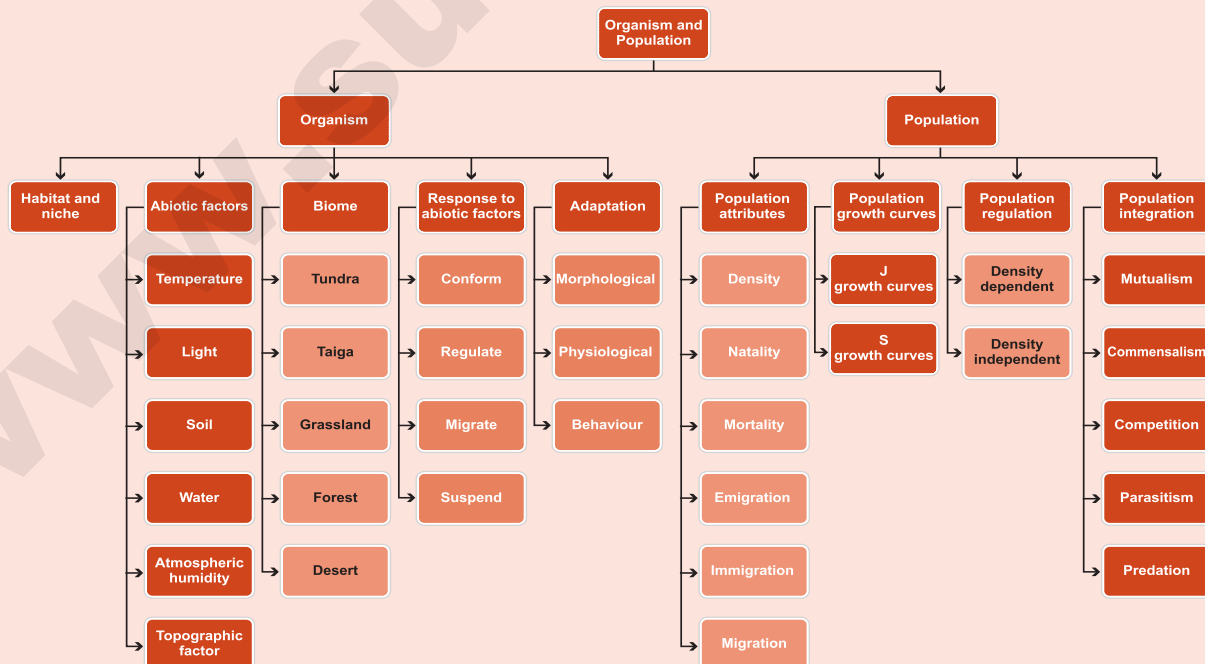 Organism and
Population
Organism
Population
Habitat and
niche
Abiotic factors
Biome
Response to
abiotic factors
Adaptation
Population
attributes
Population
growth curves
Population
regulation
Population
integration
Temperature
Tundra
Conform
Morphological
Density
J
growth curves
Density
dependent
Mutualism
Light
Taiga
Regulate
Physiological
Natality
S
growth curves
Density
independent
Commensalism
Soil
Grassland
Migrate
Behaviour
Mortality
Competition
Water
Forest
Suspend
Emigration
Parasitism
Atmospheric
humidity
Desert
Immigration
Predation
Topographic
factor
Migration
www.su